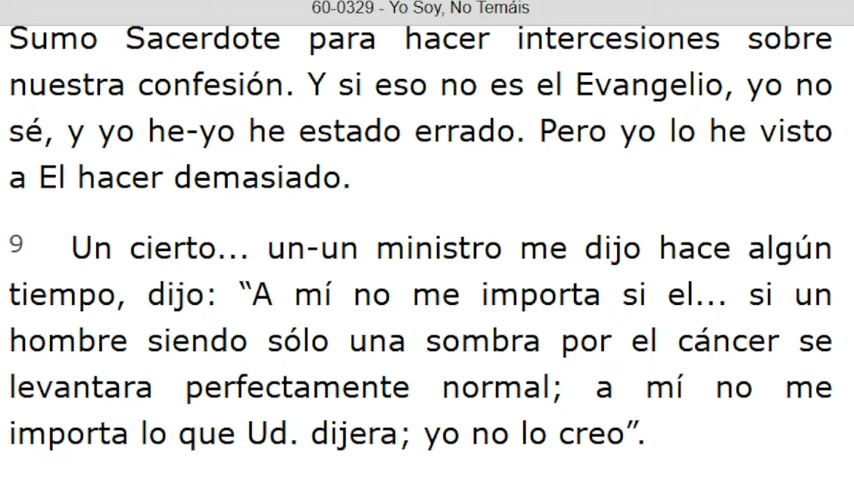 60-0329 - Yo Soy, No Temáis
Sumo Sacerdote para hacer intercesiones sobre
nuestra confesión. Y si eso no es el Evangelio, yo no
sé, y yo he-yo he estado errado. Pero yo lo he visto
a El hacer demasiado.
9 Un cierto... un-un ministro me dijo hace algún
tiempo, dijo: “A mí no me importa si el... si un
hombre siendo sólo una sombra por el cáncer se
levantara perfectamente normal; a mí no me
importa lo que Ud. dijera; yo no lo creo”.